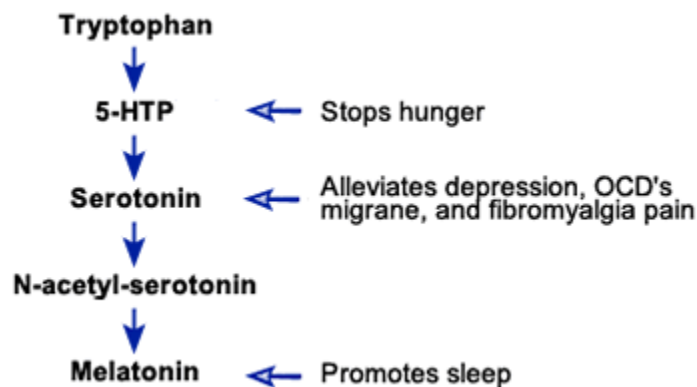 Tryptophan
5-HTP
Stops hunger
Serotonin
Alleviates depression, OCD's
migrane, and fibromyalgia pain
N-acetyl-serotonin
Melatonin
Promotes sleep